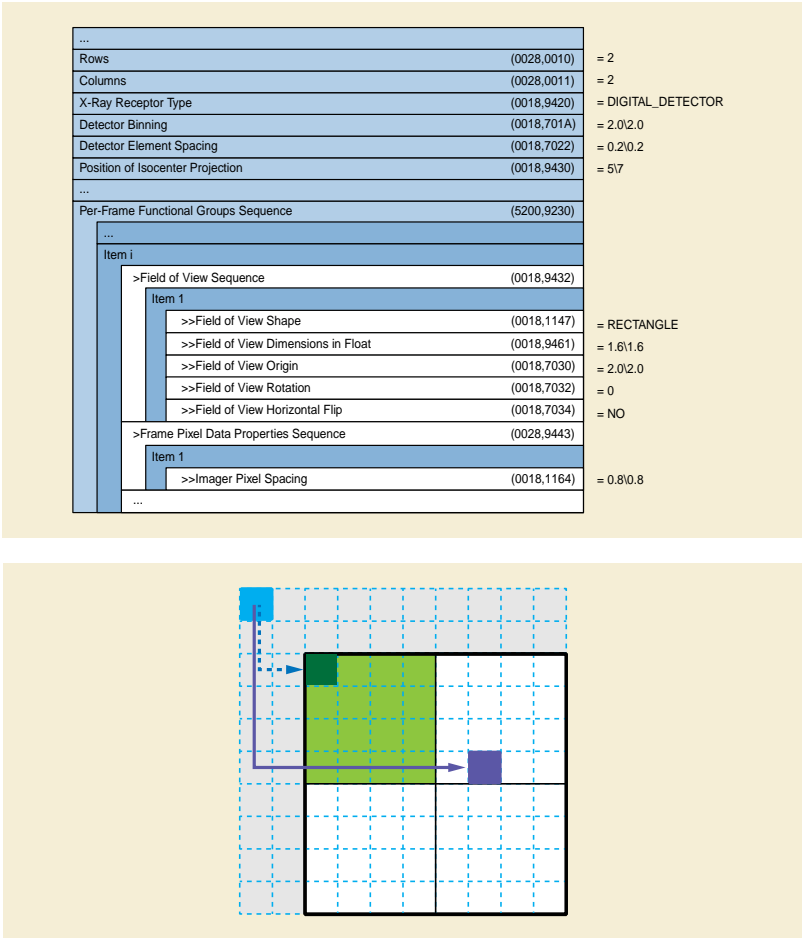 ...
Rows (0028,0010) = 2
Columns (0028,0011) = 2
X-Ray Receptor Type (0018,9420) = DIGITAL_DETECTOR
Detector Binning (0018,701A) = 2.0\2.0
Detector Element Spacing (0018,7022) = 0.2\0.2
Position of Isocenter Projection (0018,9430) = 5\7
...
Per-Frame Functional Groups Sequence (5200,9230)
...
Item i
>Field of View Sequence (0018,9432)
Item 1
>>Field of View Shape (0018,1147) = RECTANGLE
>>Field of View Dimensions in Float (0018,9461) = 1.6\1.6
>>Field of View Origin (0018,7030) = 2.0\2.0
>>Field of View Rotation (0018,7032) = 0
>>Field of View Horizontal Flip (0018,7034) = NO
>Frame Pixel Data Properties Sequence (0028,9443)
Item 1
>>Imager Pixel Spacing (0018,1164) = 0.8\0.8
...